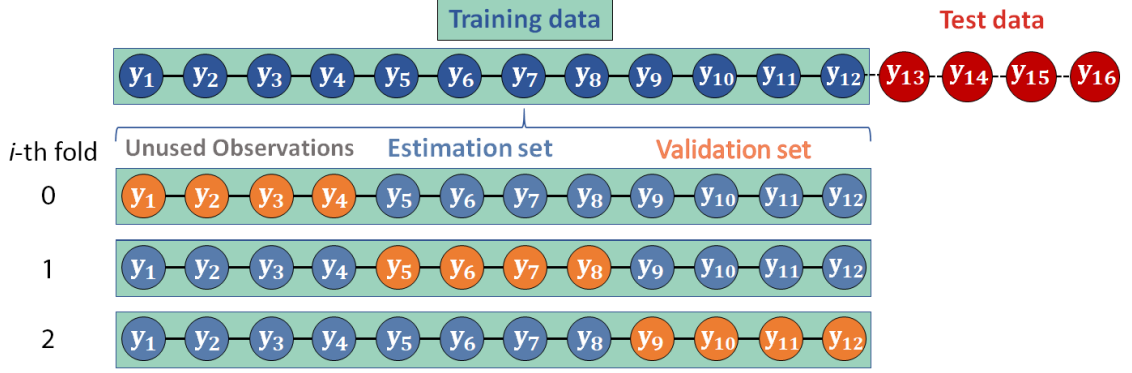 Training data Test data
y1 y2 y3 y4 y5 y6 y7 y8 y9 y10 y11 y12 y13 y14 y15 y16
i-th fold Unused Observations Estimation set Validation set
0 y1 y2 y3 y4 y5 y6 y7 y8 y9 y10 y11 y12
1 y1 y2 y3 y4 y5 y6 y7 y8 y9 y10 y11 y12
2 y1 y2 y3 y4 y5 y6 y7 y8 y9 y10 y11 y12